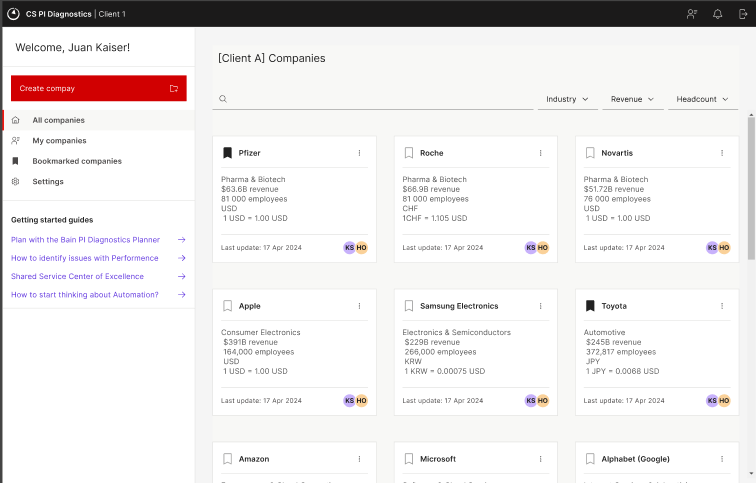 CS PI Diagnostics | Client 1
Welcome, Juan Kaiser!
Create compay
All companies
My companies
Bookmarked companies
Settings
Getting started guides
Plan with the Bain PI Diagnostics Planner
How to identify issues with Performence
Shared Service Center of Excellence
How to start thinking about Automation?
[Client A] Companies
Industry
Revenue
Headcount
Pfizer
Pharma & Biotech
$63.6B revenue
81 000 employees
USD
1 USD = 1.00 USD
Last update: 17 Apr 2024
KS HO
Roche
Pharma & Biotech
$66.9B revenue
81 000 employees
CHF
1CHF = 1.105 USD
Last update: 17 Apr 2024
KS HO
Novartis
Pharma & Biotech
$51.72B revenue
76 000 employees
USD
1 USD = 1.00 USD
Last update: 17 Apr 2024
KS HO
Apple
Consumer Electronics
$391B revenue
164,000 employees
USD
1 USD = 1.00 USD
Last update: 17 Apr 2024
KS HO
Samsung Electronics
Electronics & Semiconductors
$229B revenue
266,000 employees
KRW
1 KRW = 0.00075 USD
Last update: 17 Apr 2024
KS HO
Toyota
Automotive
$245B revenue
372,817 employees
JPY
1 JPY = 0.0068 USD
Last update: 17 Apr 2024
KS HO
Amazon
Microsoft
Alphabet (Google)